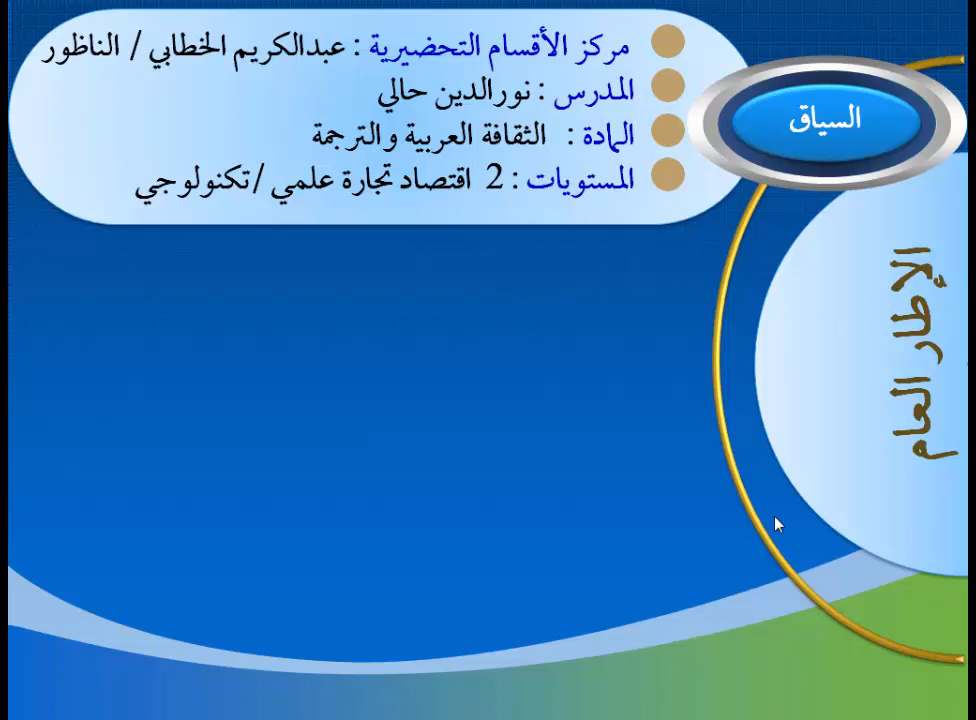 مركز الأقسام التحضيرية : عبدالكريم الخطابي / الناظور
المدرس : نورالدين حالي
المادة : الثقافة العربية والترجمة
المستويات : 2 اقتصاد تجارة علمي /تكنولوجي
السياق
الإطار العام